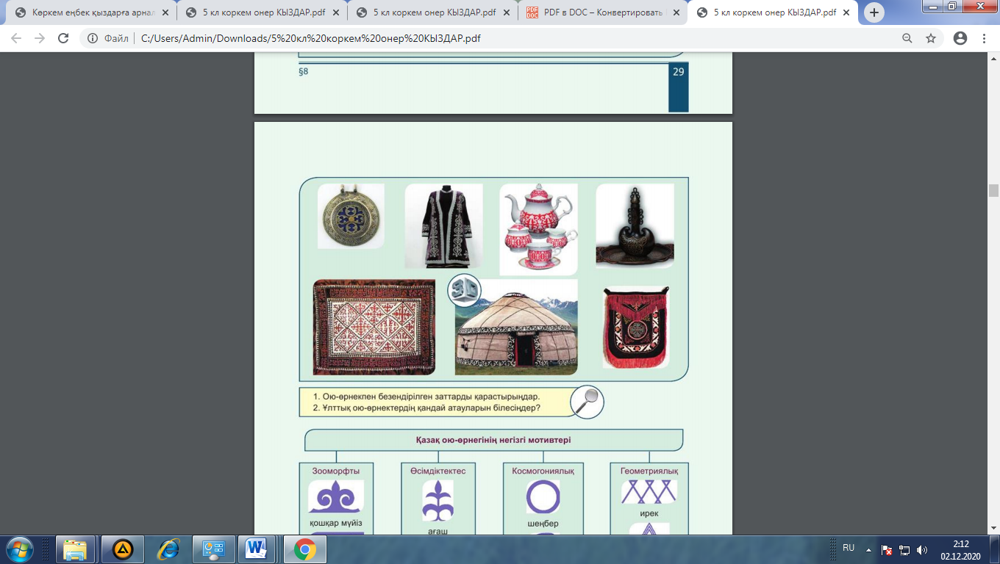 Көркем еңбек қыздарға арнал
5 кл коркем онер КЫЗДАР.pdf
5 кл коркем онер КЫЗДАР.pdf
PDF в DOC – Конвертировать
5 кл коркем онер КЫЗДАР.pdf
Файл
C:/Users/Admin/Downloads/5%20кл%20коркем%20онер%20КЫЗДАР.pdf
§8
29
3D
1. Ою-өрнекпен безендірілген заттарды қарастырыңдар.
2. Ұлттық ою-өрнектердің қандай атауларын білесіңдер?
Қазақ ою-өрнегінің негізгі мотивтері
Зооморфты
Өсімдіктектес
Космогониялық
Геометриялық
қошқар мүйіз
ағаш
шеңбер
ирек
RU
2:12
02.12.2020